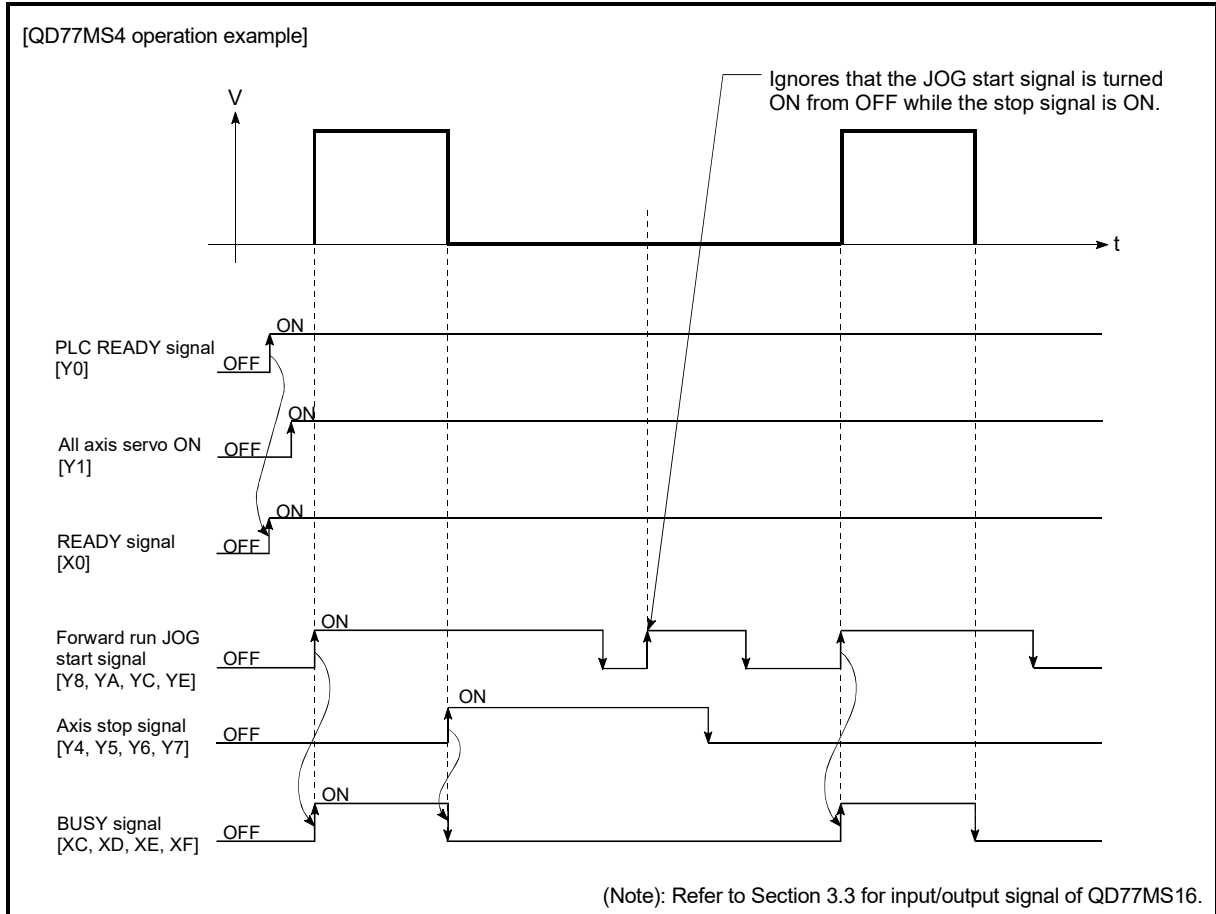 [QD77MS4 operation example]
Ignores that the JOG start signal is turned
ON from OFF while the stop signal is ON.
V
t
ON
PLC READY signal
[Y0]
OFF
ON
All axis servo ON
[Y1]
OFF
ON
READY signal
[X0]
OFF
ON
Forward run JOG
start signal
[Y8, YA, YC, YE]
OFF
ON
Axis stop signal
[Y4, Y5, Y6, Y7]
OFF
ON
BUSY signal
[XC, XD, XE, XF]
OFF
(Note): Refer to Section 3.3 for input/output signal of QD77MS16.